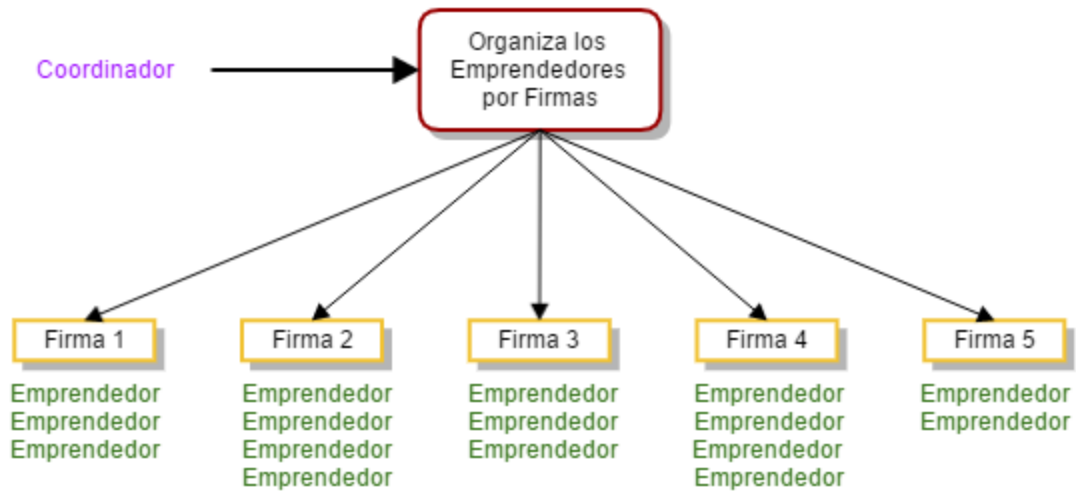 Coordinador
Organiza los
Emprendedores
por Firmas
Firma 1
Emprendedor
Emprendedor
Emprendedor
Firma 2
Emprendedor
Emprendedor
Emprendedor
Emprendedor
Firma 3
Emprendedor
Emprendedor
Emprendedor
Firma 4
Emprendedor
Emprendedor
Emprendedor
Emprendedor
Firma 5
Emprendedor
Emprendedor